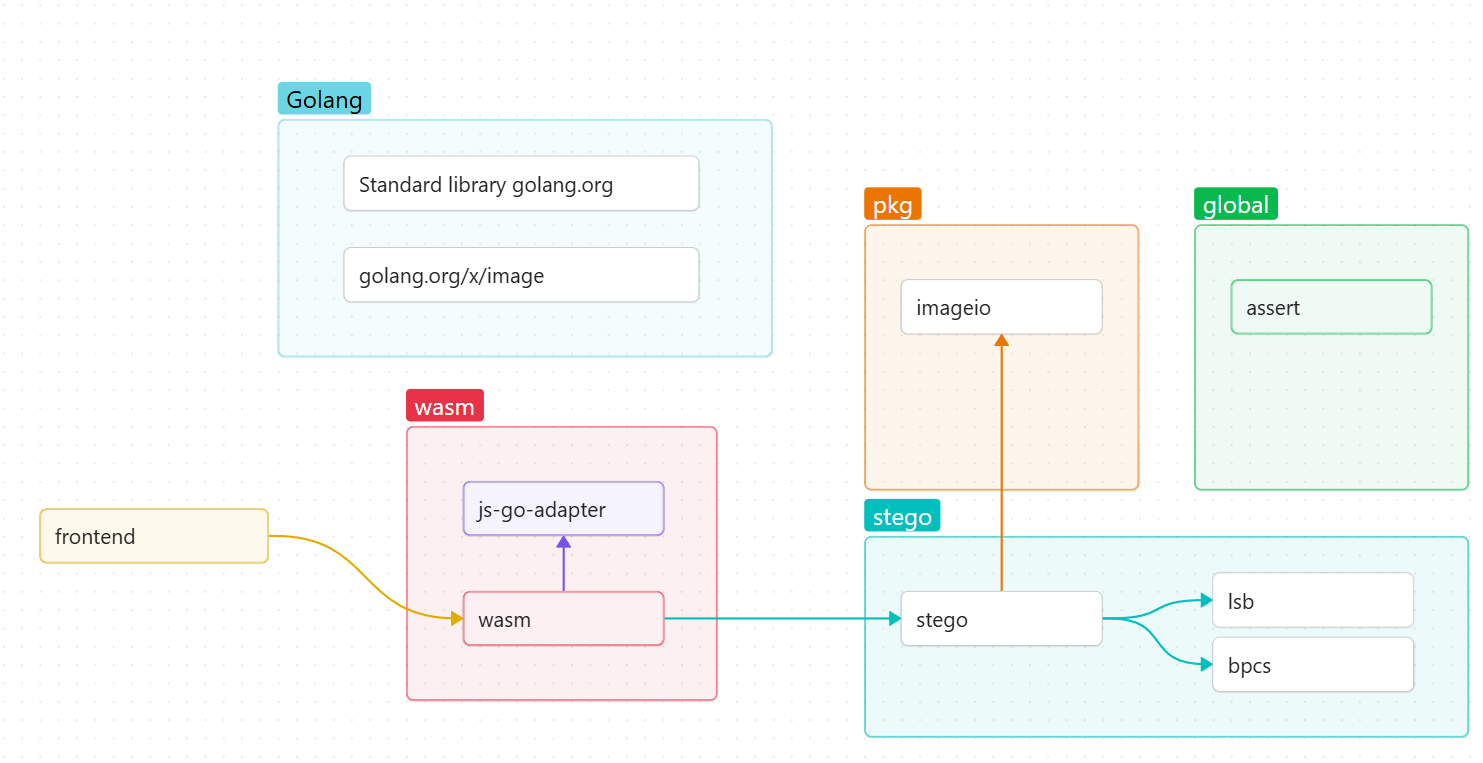 Golang
Standard library golang.org
golang.org/x/image
pkg
imageio
global
assert
wasm
js-go-adapter
wasm
frontend
stego
stego
lsb
bpcs